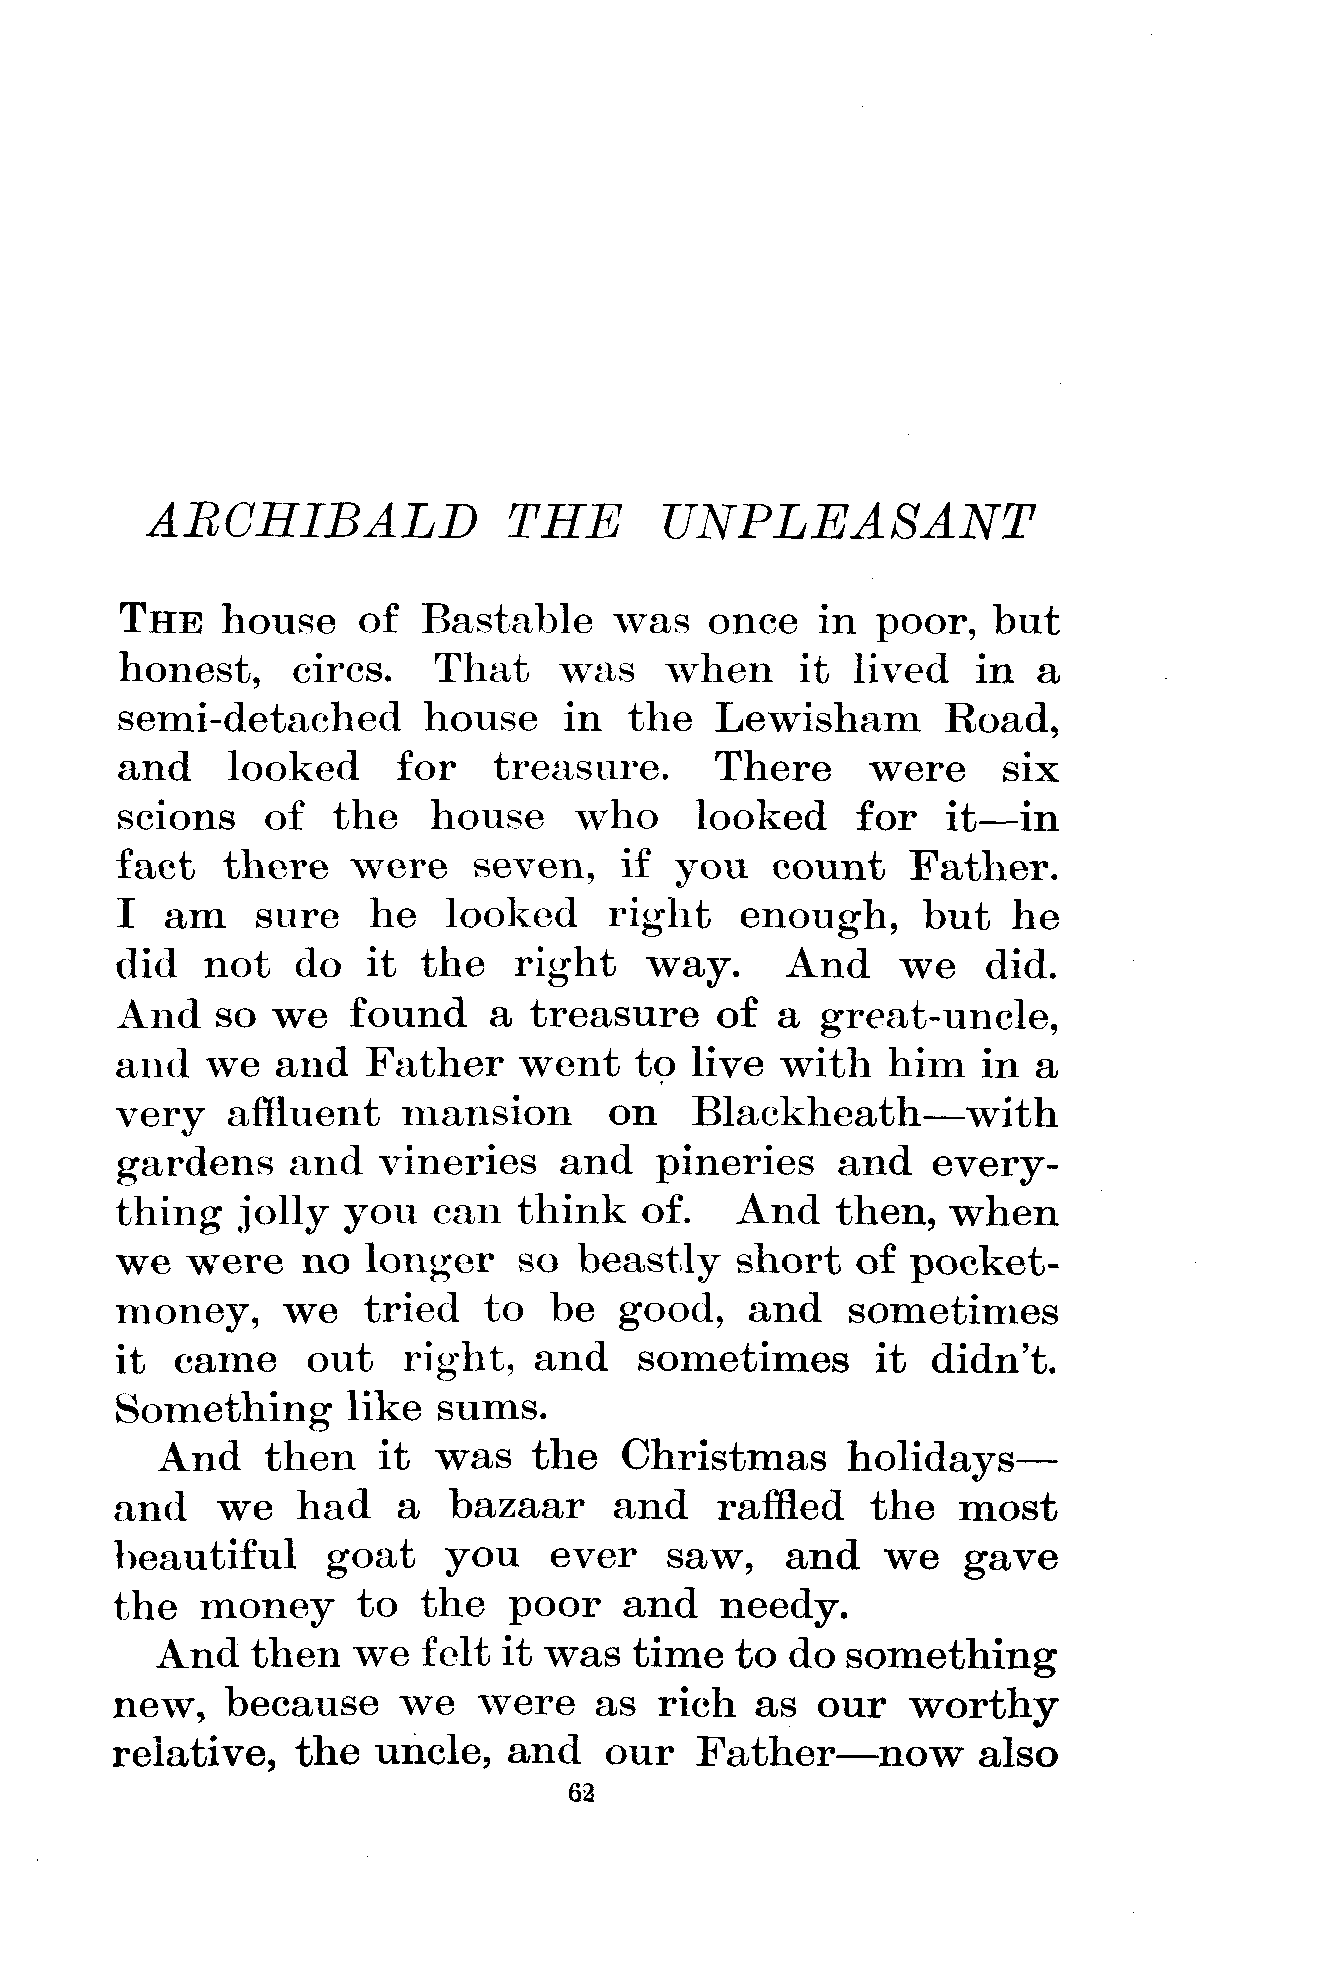 ARCHIBALD THE UNPLEASANT
THE house of Bastable was once in poor, but
honest, circs. That was when it lived in a
semi-detached house in the Lewisham Road,
and looked for treasure. There were six
scions of the house who looked for it—in
fact there were seven, if you count Father.
I am sure he looked right enough, but he
did not do it the right way. And we did.
And so we found a treasure of a great-uncle,
and we and Father went to live with him in a
very affluent mansion on Blackheath—with
gardens and vineries and pineries and every-
thing jolly you can think of. And then, when
we were no longer so beastly short of pocket-
money, we tried to be good, and sometimes
it came out right, and sometimes it didn't.
Something like sums.
And then it was the Christmas holidays—
and we had a bazaar and raffled the most
beautiful goat you ever saw, and we gave
the money to the poor and needy.
And then we felt it was time to do something
new, because we were as rich as our worthy
relative, the uncle, and our Father—now also
62